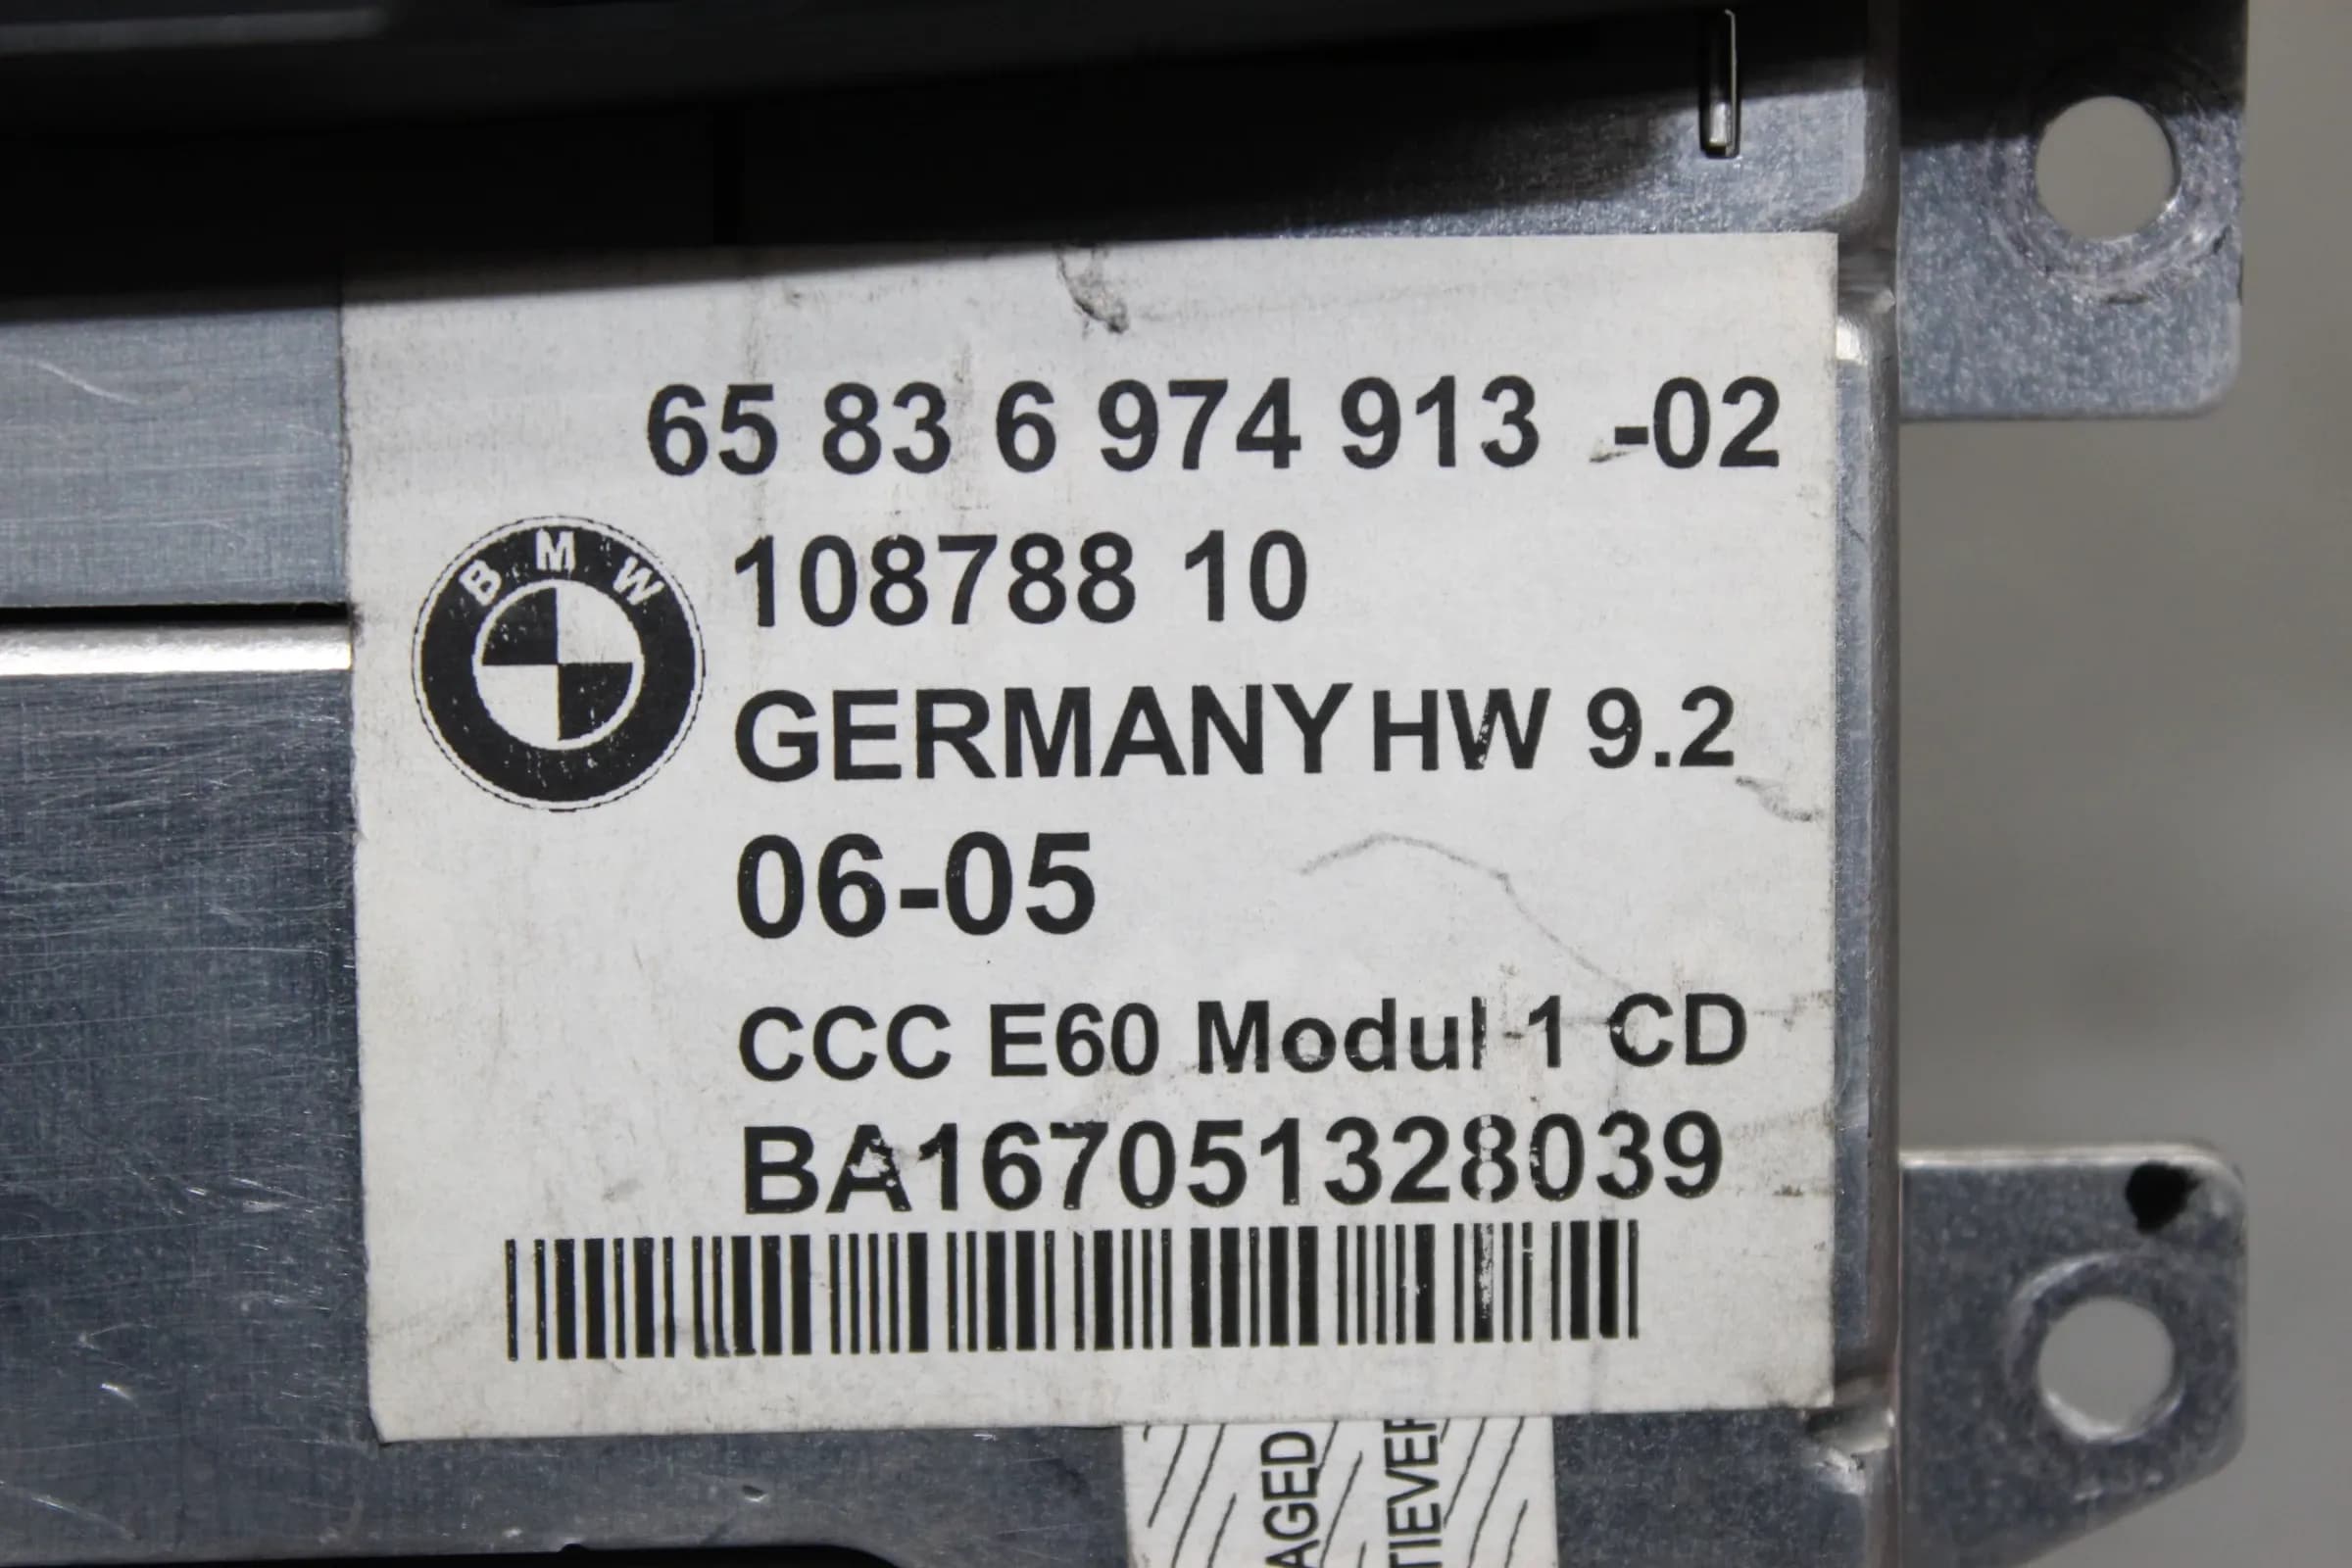 65 83 6 974 913 -02
BMW
108788 10
GERMANY HW 9.2
06-05
CCC E60 Modul 1 CD
BA167051328039
AGED
TIEVER